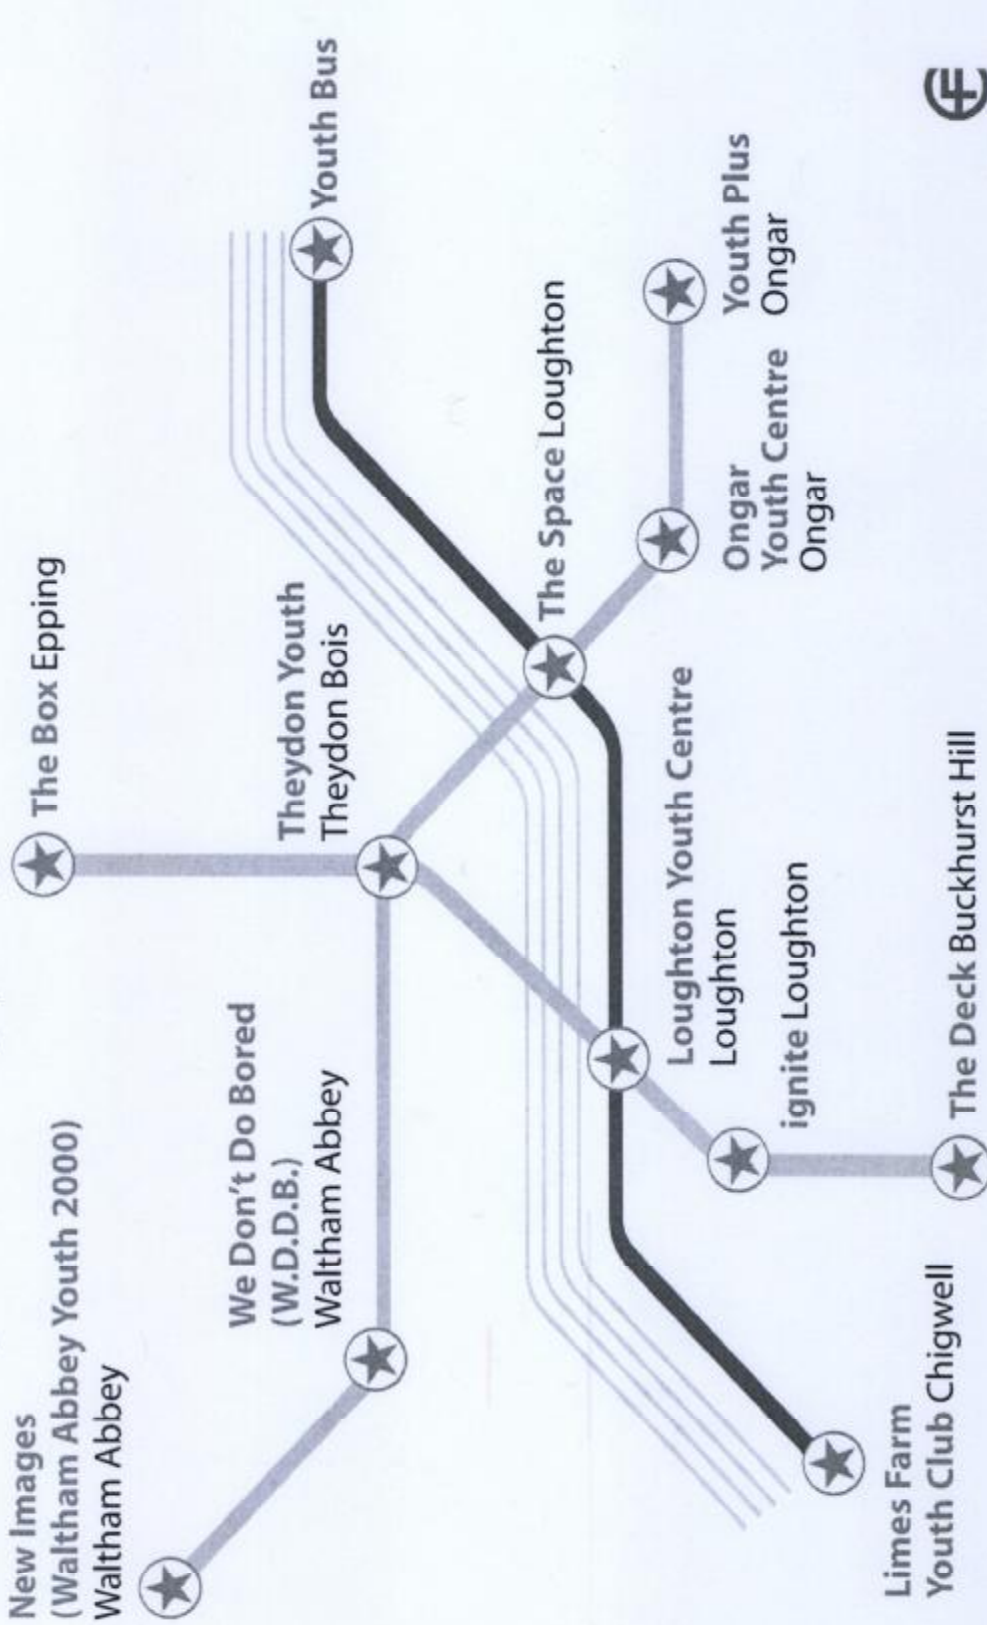 New Images
(Waltham Abbey Youth 2000)
Waltham Abbey
We Don't Do Bored
(W.D.D.B.)
Waltham Abbey
The Box Epping
Theydon Youth
Theydon Bois
Youth Bus
The Space Loughton
Loughton Youth Centre
Loughton
ignite Loughton
The Deck Buckhurst Hill
Limes Farm
Youth Club Chigwell
Ongar
Youth Centre
Ongar
Youth Plus
Ongar